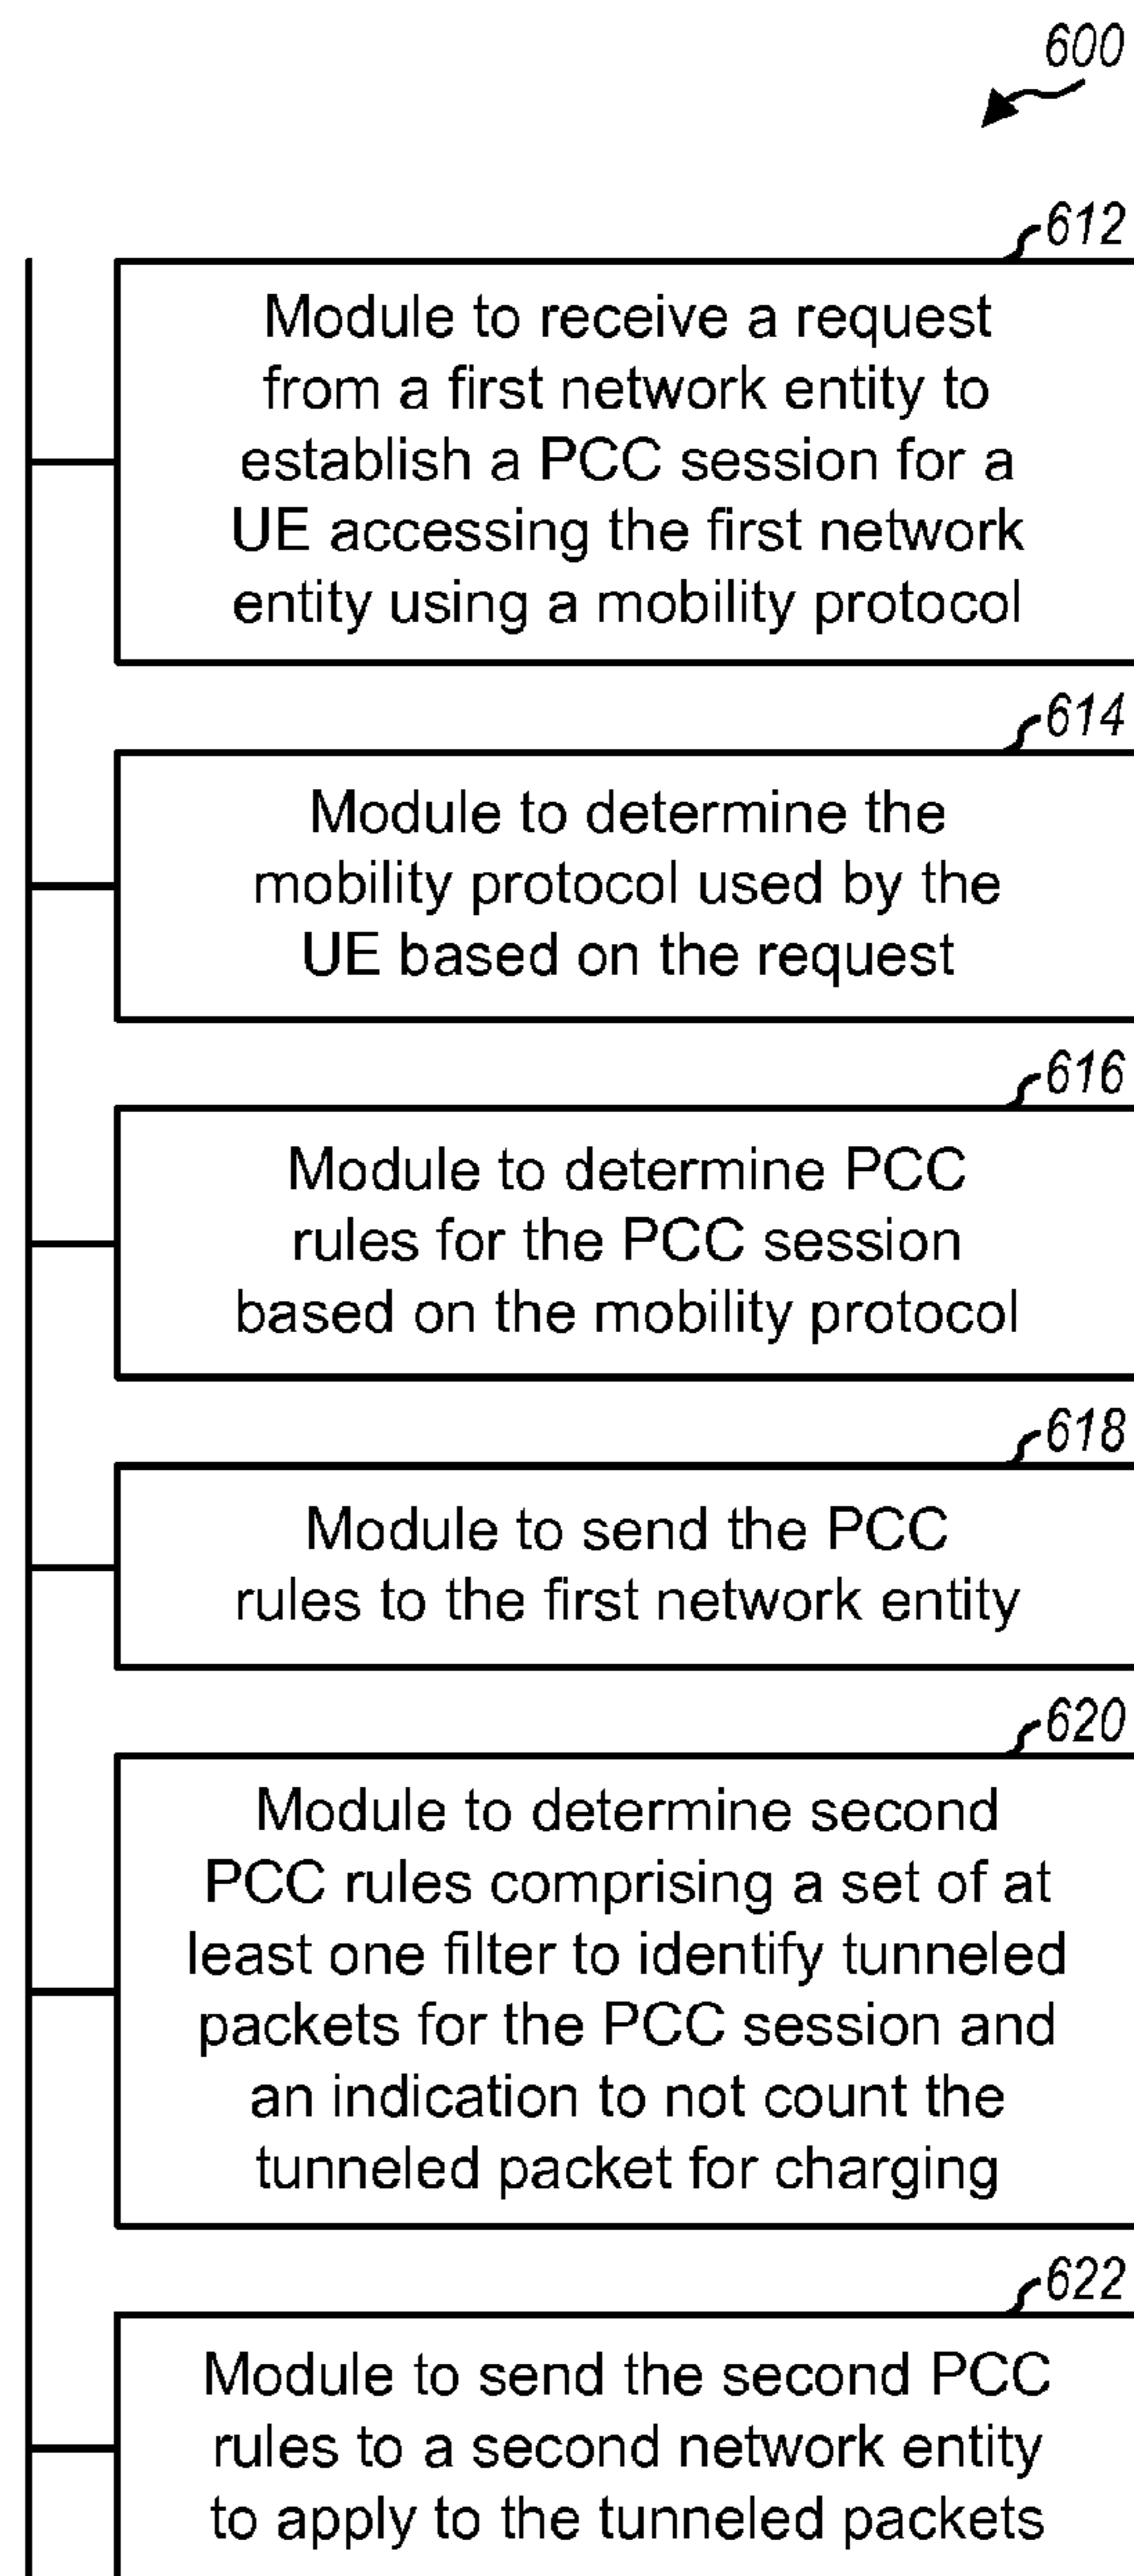 600
612
Module to receive a request
from a first network entity to
establish a PCC session for a
UE accessing the first network
entity using a mobility protocol
614
Module to determine the
mobility protocol used by the
UE based on the request
616
Module to determine PCC
rules for the PCC session
based on the mobility protocol
618
Module to send the PCC
rules to the first network entity
620
Module to determine second
PCC rules comprising a set of at
least one filter to identify tunneled
packets for the PCC session and
an indication to not count the
tunneled packet for charging
622
Module to send the second PCC
rules to a second network entity
to apply to the tunneled packets